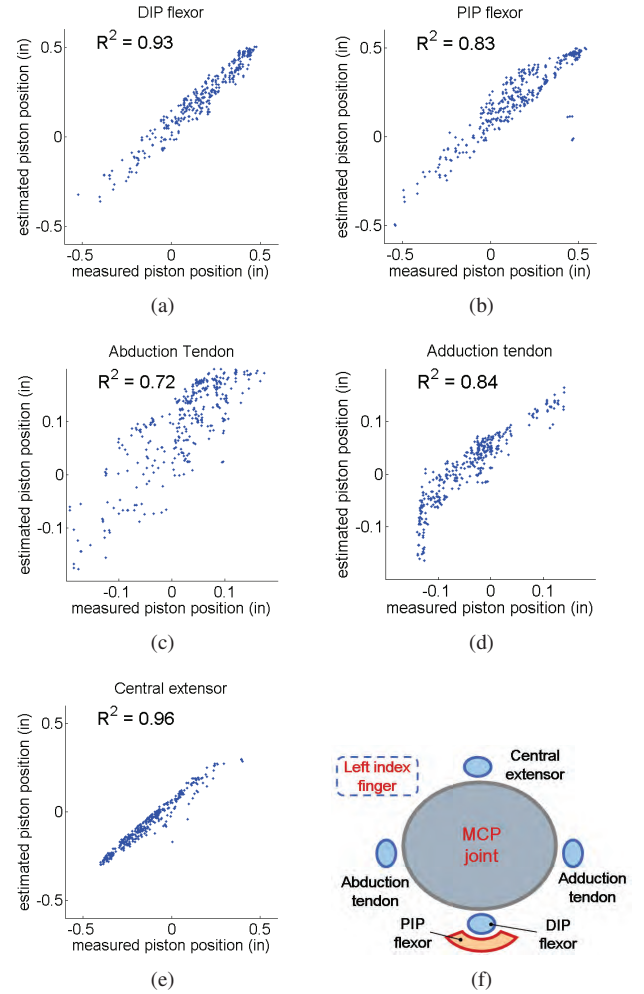 DIP flexor
R² = 0.93
estimated piston position (in)
0.5
0
-0.5
-0.5 0 0.5
measured piston position (in)
(a)
PIP flexor
R² = 0.83
estimated piston position (in)
0.5
0
-0.5
-0.5 0 0.5
measured piston position (in)
(b)
Abduction Tendon
R² = 0.72
estimated piston position (in)
0.1
0
-0.1
-0.1 0 0.1
measured piston position (in)
(c)
Adduction tendon
R² = 0.84
estimated piston position (in)
0.1
0
-0.1
-0.1 0 0.1
measured piston position (in)
(d)
Central extensor
R² = 0.96
estimated piston position (in)
0.5
0
-0.5
-0.5 0 0.5
measured piston position (in)
(e)
Left index
finger
Central
extensor
MCP
joint
Abduction
tendon
Adduction
tendon
PIP
flexor
DIP
flexor
(f)